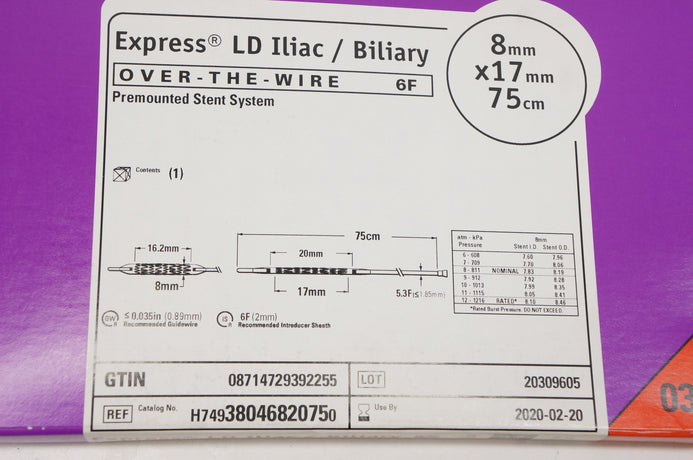 Express® LD Iliac / Biliary
OVER-THE-WIRE 6F
Premounted Stent System
8mm
x17mm
75cm
Contents (1)
75cm
16.2mm
20mm
8mm
17mm
5.3F(≤1.85mm)
atm - kPa 8mm
Pressure Stent I.D. Stent O.D.
6 - 608 7.60 7.96
7 - 709 7.70 8.06
8 - 811 NOMINAL 7.83 8.19
9 - 912 7.92 8.28
10 - 1013 7.99 8.35
11 - 1115 8.05 8.41
12 - 1216 RATED* 8.10 8.46
*Rated Burst Pressure. DO NOT EXCEED.
GW R ≤ 0.035in (0.89mm)
Recommended Guidewire
IS R 6F (2mm)
Recommended Introducer Sheath
GTIN 08714729392255
LOT 20309605
REF Catalog No. H74938046820750
Use By 2020-02-20
03